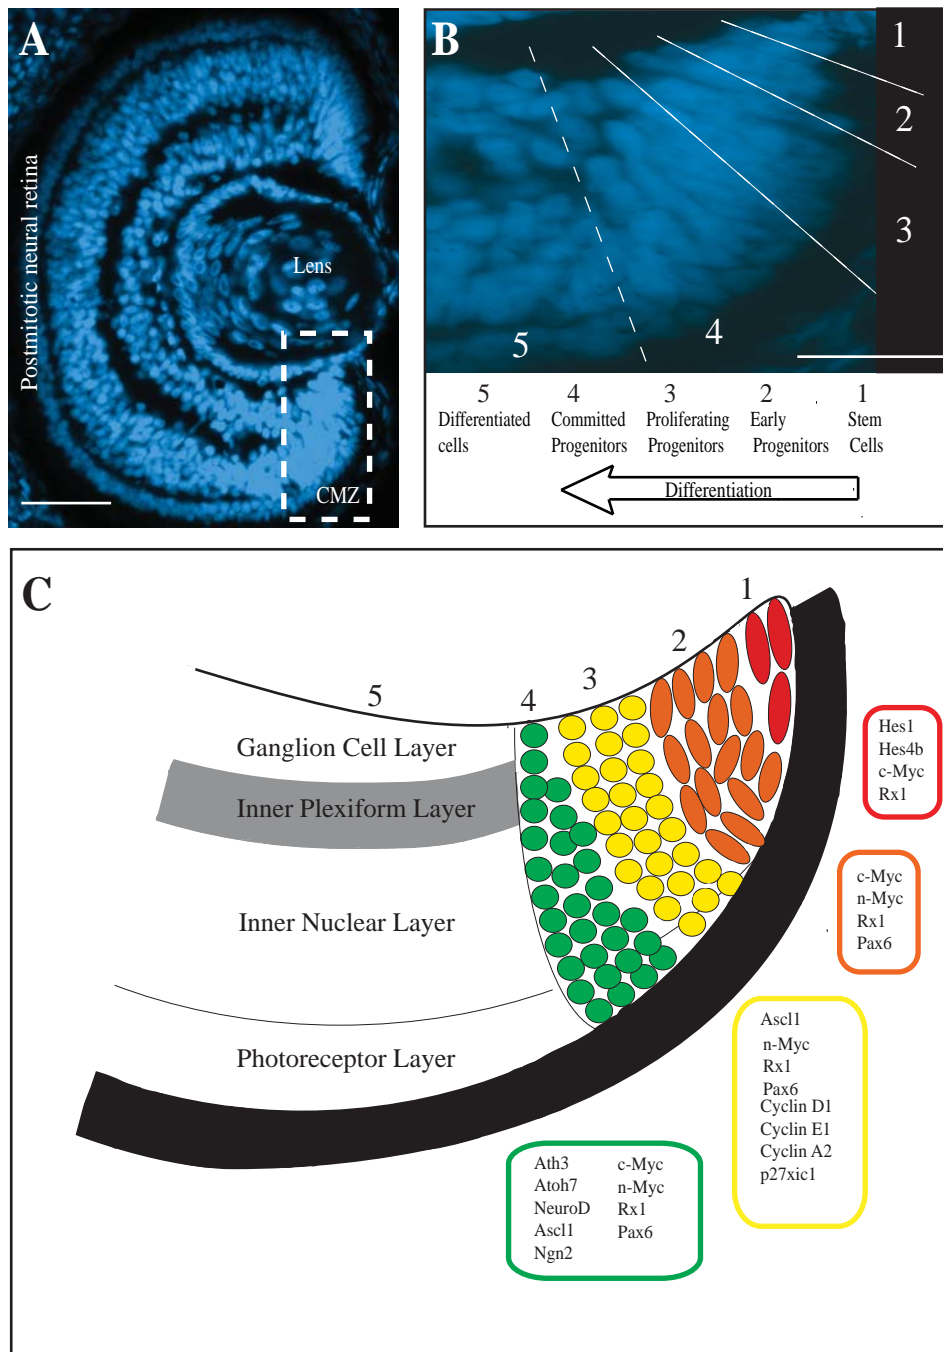 A
Postmitotic neural retina
Lens
CMZ
B
1
2
3
4
5
5
4
3
2
1
Differentiated
cells
Committed
Progenitors
Proliferating
Progenitors
Early
Progenitors
Stem
Cells
Differentiation
C
1
2
3
4
5
Ganglion Cell Layer
Inner Plexiform Layer
Inner Nuclear Layer
Photoreceptor Layer
Hes1
Hes4b
c-Myc
Rx1
c-Myc
n-Myc
Rx1
Pax6
Ascl1
n-Myc
Rx1
Pax6
Cyclin D1
Cyclin E1
Cyclin A2
p27xic1
Ath3
Atoh7
NeuroD
Ascl1
Ngn2
c-Myc
n-Myc
Rx1
Pax6